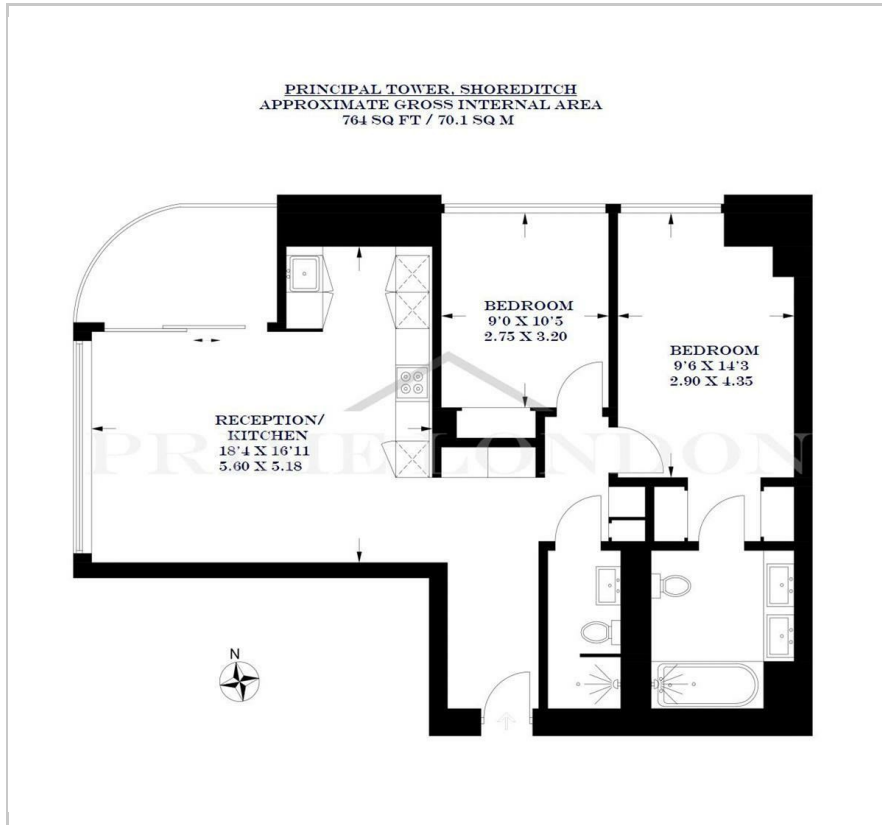 PRINCIPAL TOWER, SHOREDITCH
APPROXIMATE GROSS INTERNAL AREA
764 SQ FT / 70.1 SQ M
BEDROOM
9'0 X 10'5
2.75 X 3.20
BEDROOM
9'6 X 14'3
2.90 X 4.35
RECEPTION/
KITCHEN
18'4 X 16'11
5.60 X 5.18
PRIME LONDON
N